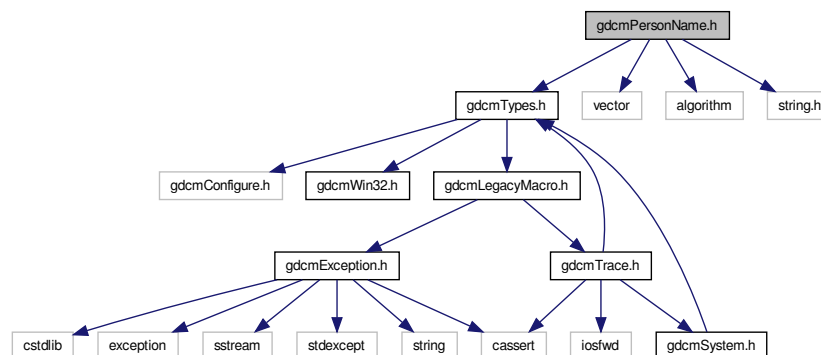 gdcmPersonName.h
gdcmTypes.h
vector
algorithm
string.h
gdcmConfigure.h
gdcmWin32.h
gdcmLegacyMacro.h
gdcmException.h
gdcmTrace.h
cstdlib
exception
sstream
stdexcept
string
cassert
iosfwd
gdcmSystem.h